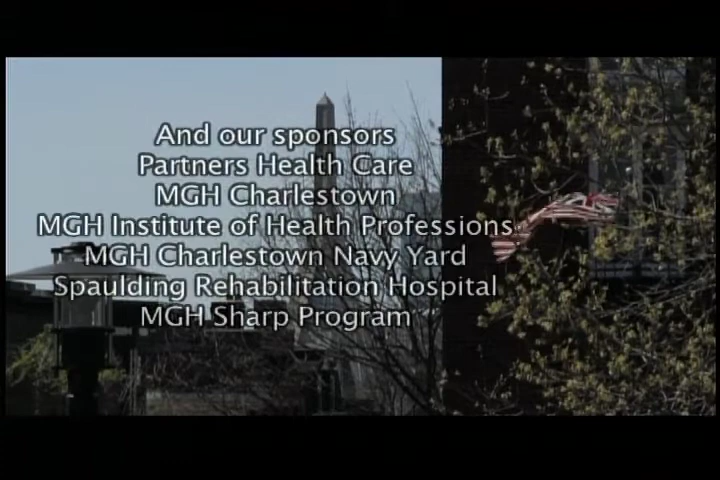 And our sponsors
Partners Health Care
MGH Charlestown
MGH Institute of Health Professions
MGH Charlestown Navy Yard
Spaulding Rehabilitation Hospital
MGH Sharp Program